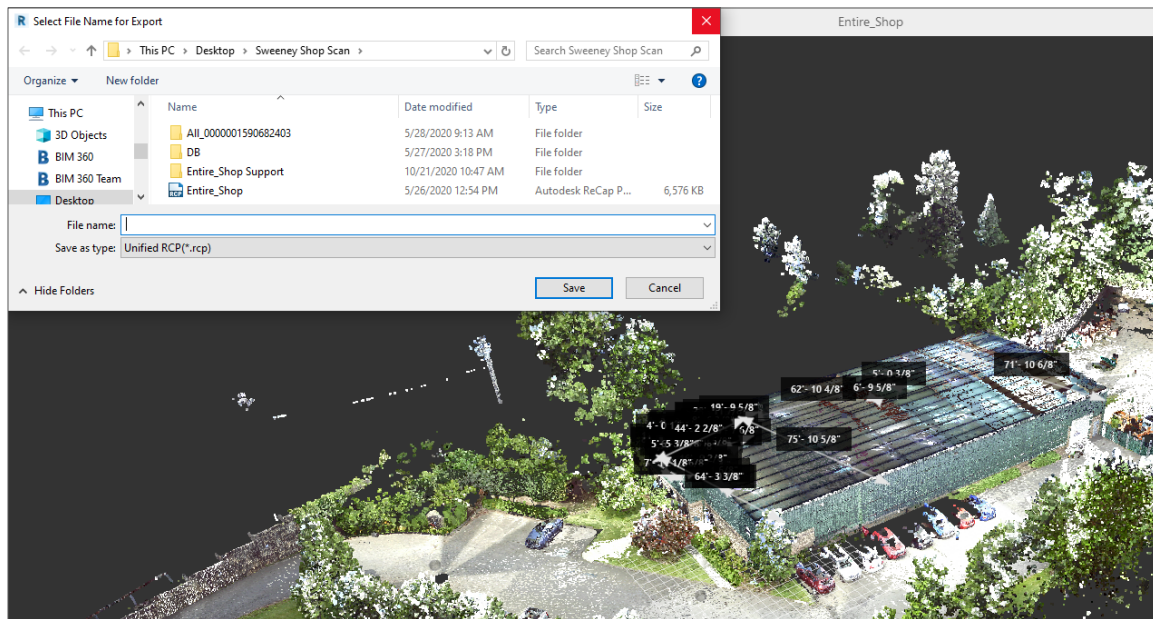 Select File Name for Export
Entire_Shop
This PC > Desktop > Sweeney Shop Scan >
Search Sweeney Shop Scan
Organize
New folder
Name
Date modified
Type
Size
This PC
3D Objects
BIM 360
BIM 360 Team
Desktop
All_0000001590682403 5/28/2020 9:13 AM File folder
DB 5/27/2020 3:18 PM File folder
Entire_Shop Support 10/21/2020 10:47 AM File folder
Entire_Shop 5/26/2020 12:54 PM Autodesk ReCap P... 6,576 KB
File name:
Save as type: Unified RCP(*.rcp)
Hide Folders
Save
Cancel
71'- 10 6/8"
5'- 0 3/8"
62'- 10 4/8"
6'- 9 5/8"
19'- 9 5/8"
44'- 2 2/8"
75'- 10 5/8"
5'- 5 3/8"
64'- 3 3/8"